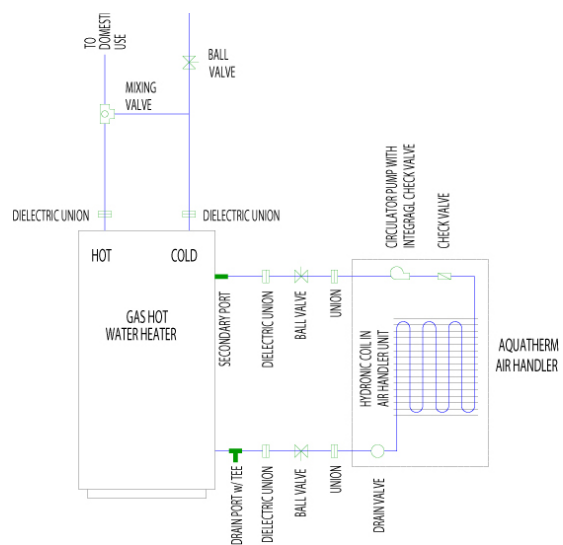 TO
DOMESTI
USE
BALL
VALVE
MIXING
VALVE
DIELECTRIC UNION
DIELECTRIC UNION
HOT
COLD
GAS HOT
WATER HEATER
SECONDARY PORT
DIELECTRIC UNION
BALL VALVE
UNION
CIRCULATOR PUMP WITH
INTEGRAGL CHECK VALVE
CHECK VALVE
HYDRONIC COIL IN
AIR HANDLER UNIT
AQUATHERM
AIR HANDLER
DRAIN PORT w/ TEE
DIELECTRIC UNION
BALL VALVE
UNION
DRAIN VALVE